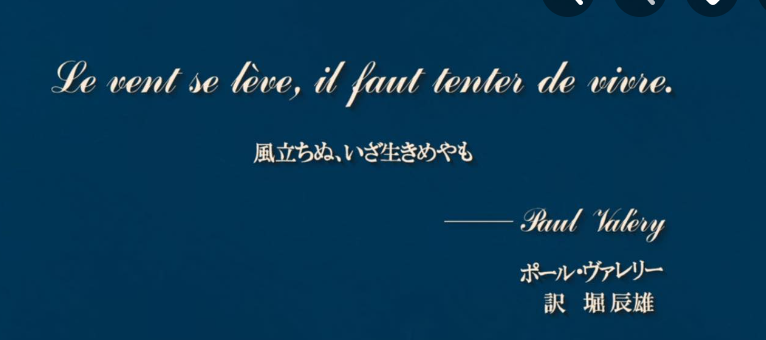 Le vent se lève, il faut tenter de vivre.
風立ちぬ、いざ生きめやも
——Paul Valéry
ポール・ヴァレリー
訳 堀 辰雄